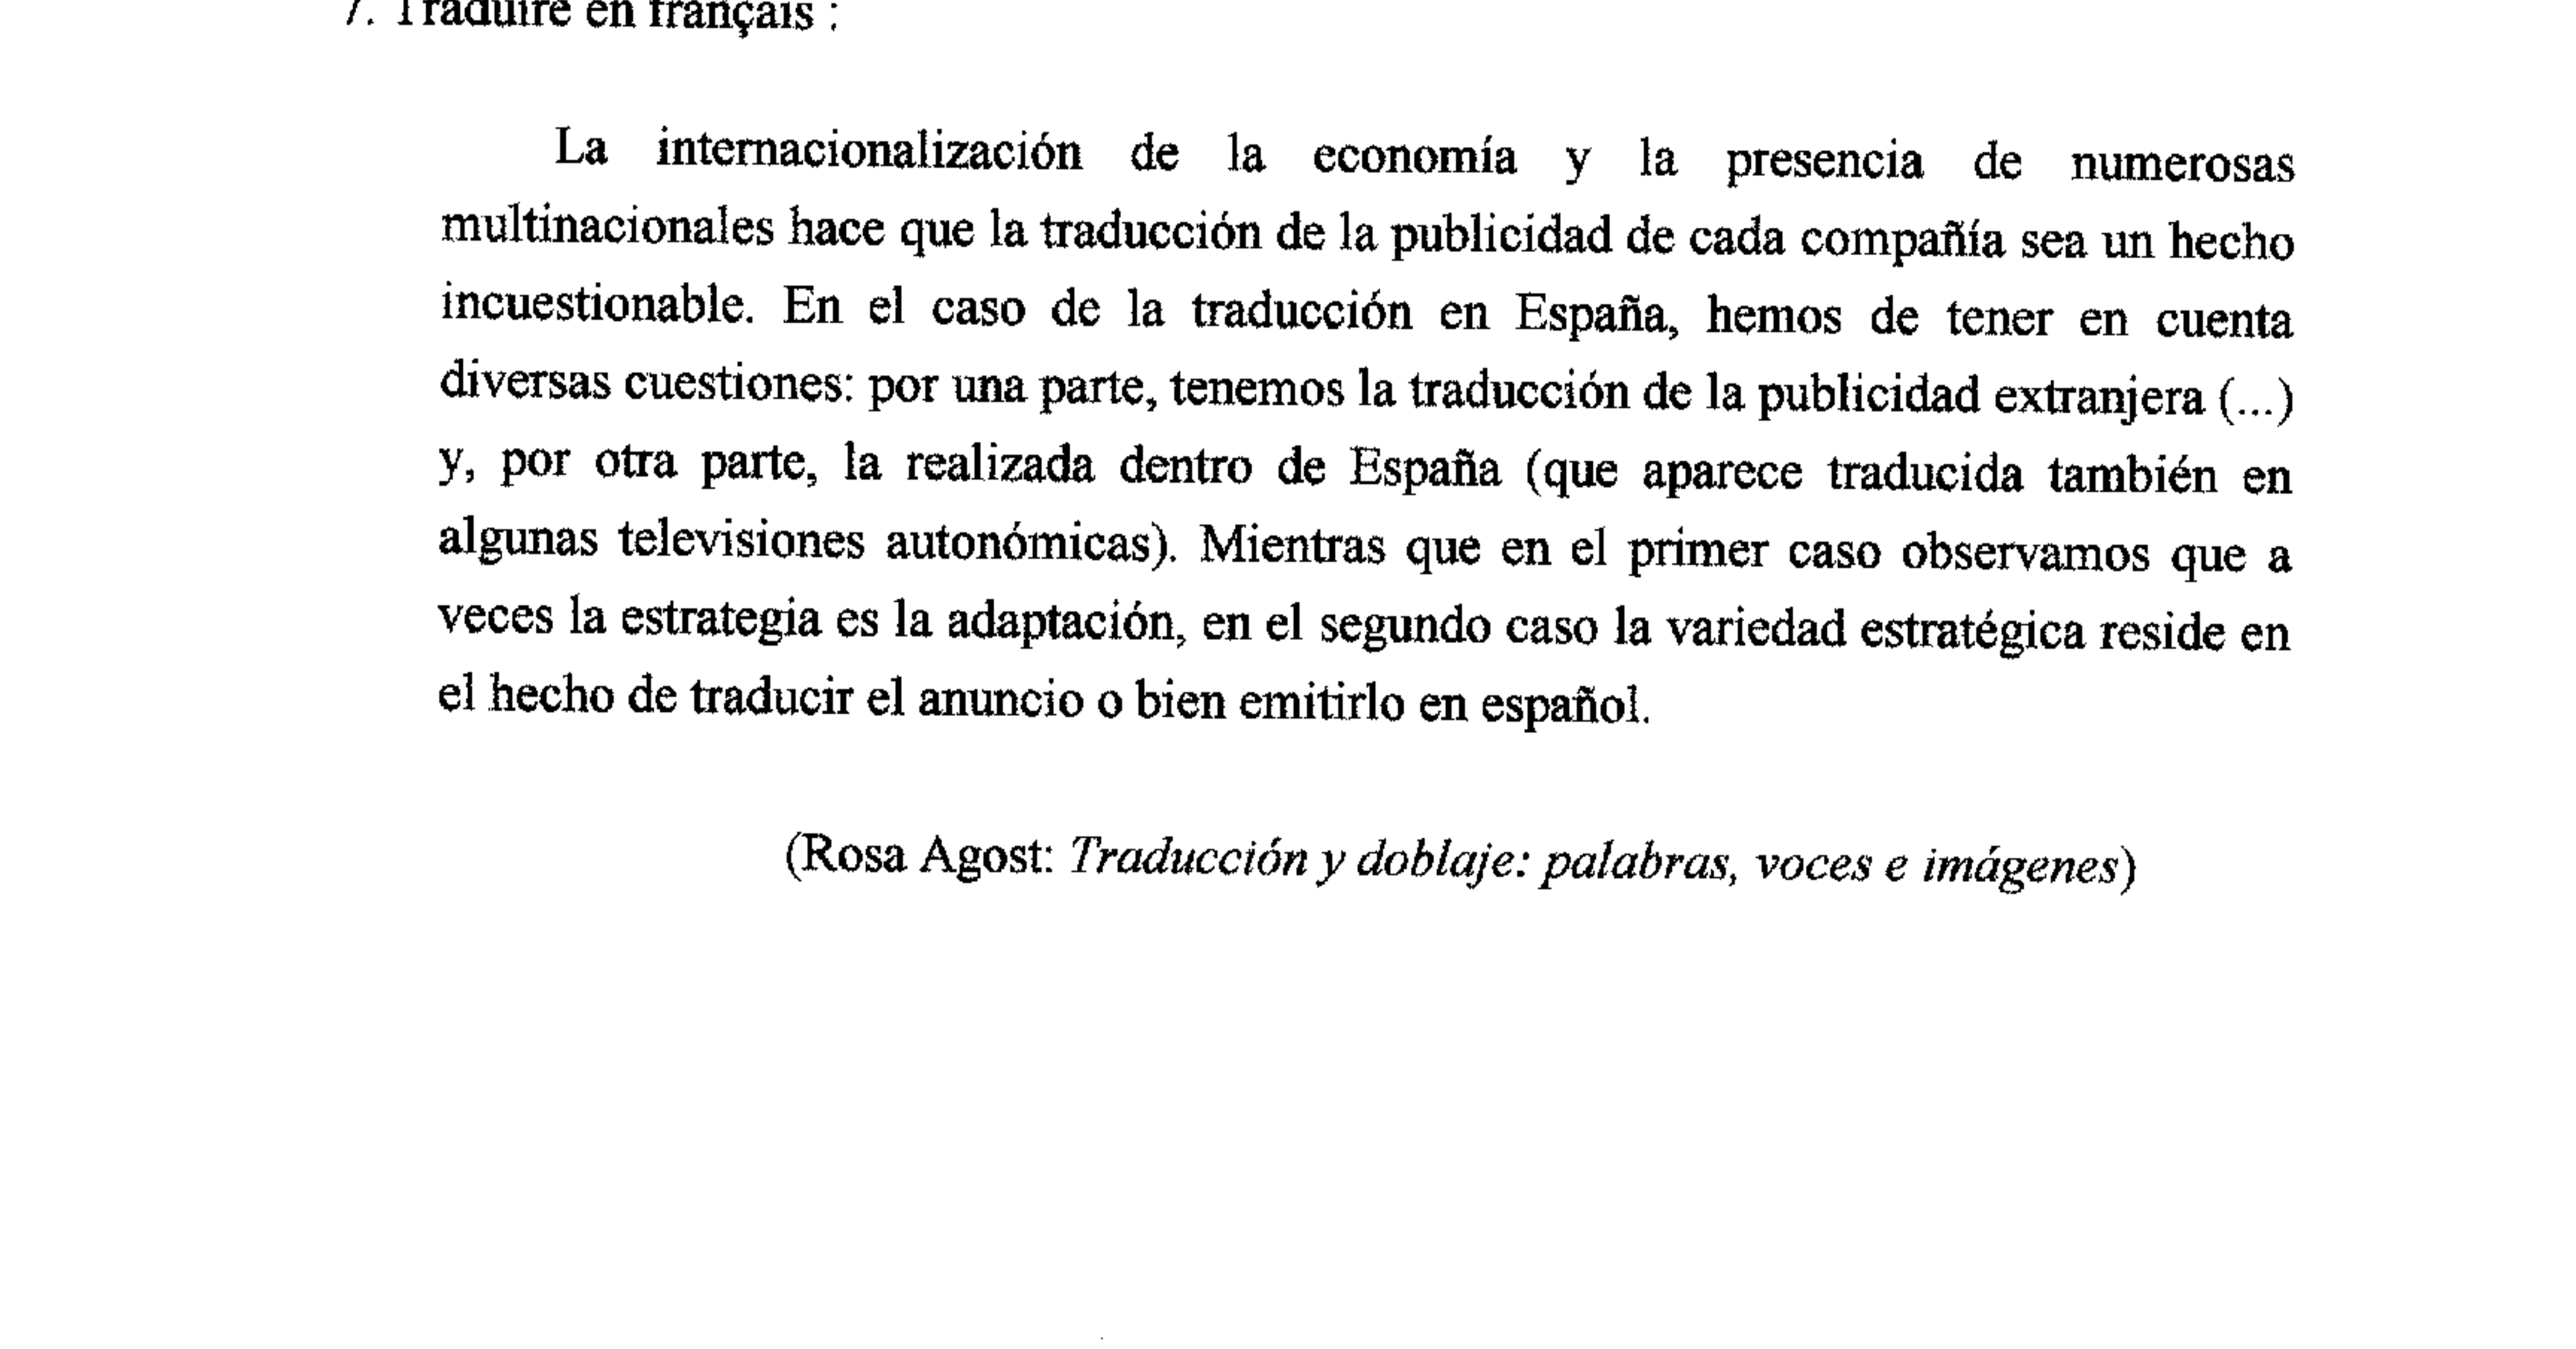 7. Traduire en français :
La internacionalización de la economía y la presencia de numerosas
multinacionales hace que la traducción de la publicidad de cada compañía sea un hecho
incuestionable. En el caso de la traducción en España, hemos de tener en cuenta
diversas cuestiones: por una parte, tenemos la traducción de la publicidad extranjera (...)
y, por otra parte, la realizada dentro de España (que aparece traducida también en
algunas televisiones autonómicas). Mientras que en el primer caso observamos que a
veces la estrategia es la adaptación, en el segundo caso la variedad estratégica reside en
el hecho de traducir el anuncio o bien emitirlo en español.
(Rosa Agost: Traducción y doblaje: palabras, voces e imágenes)